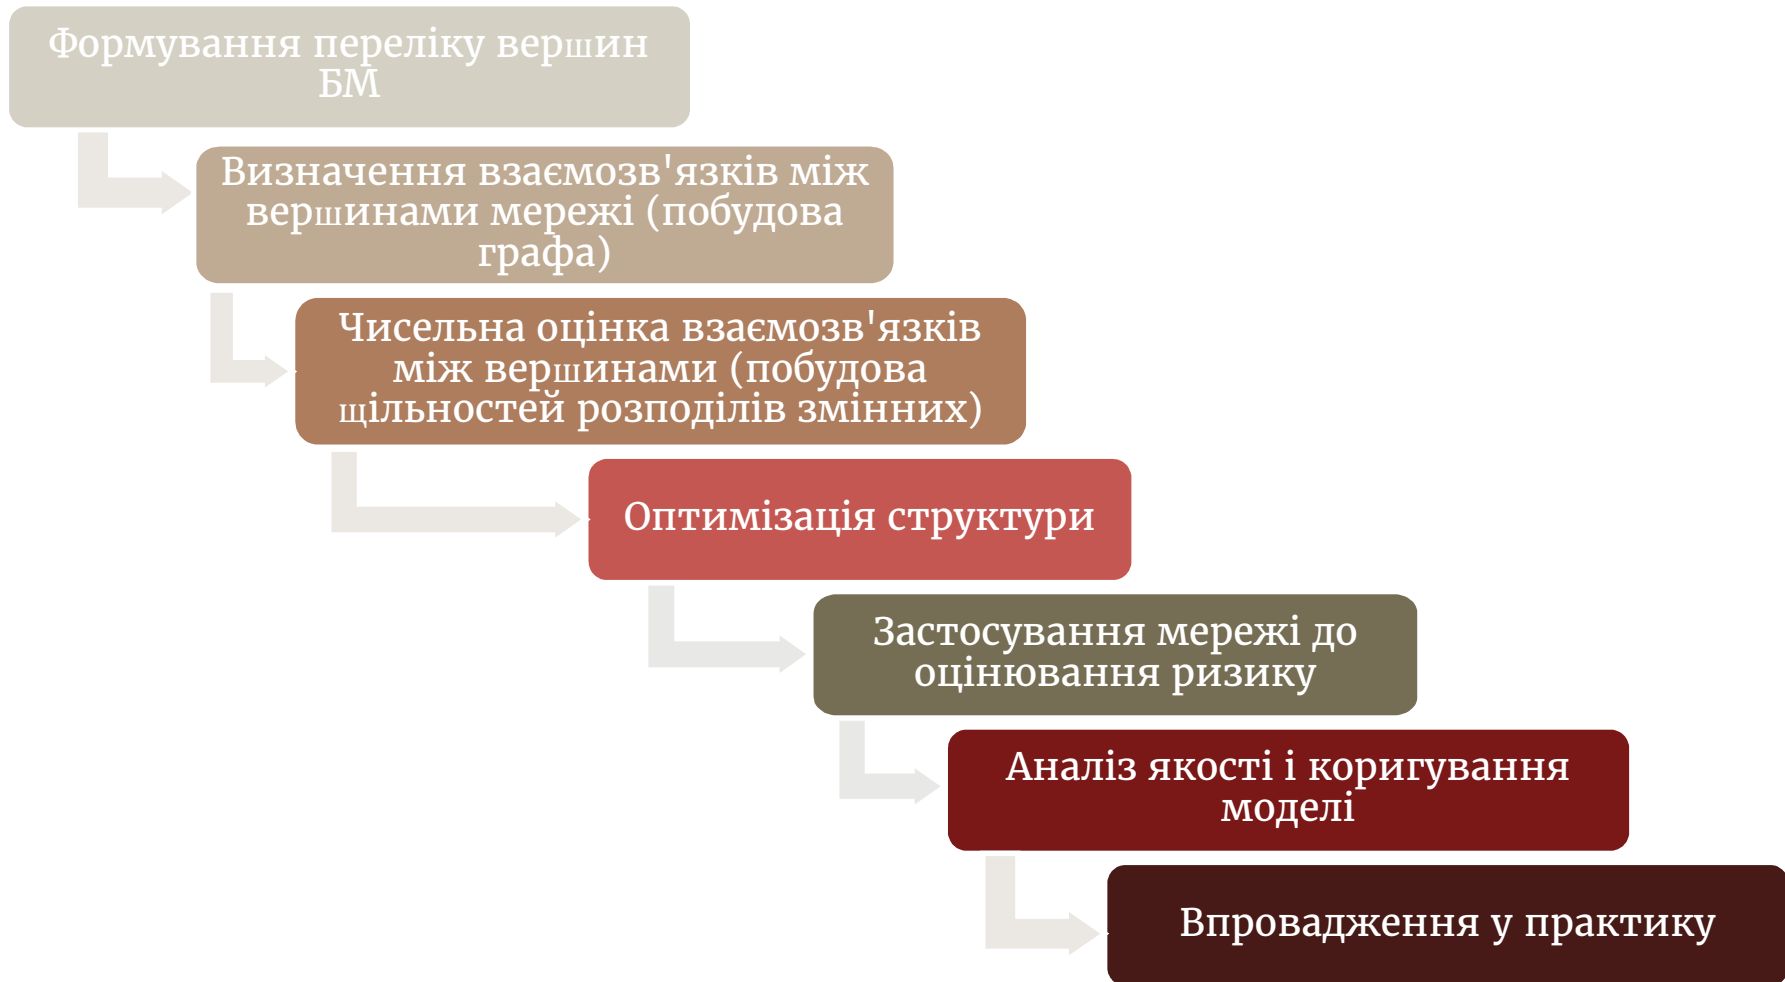 Формування переліку вершин
БМ
Визначення взаємозв'язків між
вершинами мережі (побудова
графа)
Чисельна оцінка взаємозв'язків
між вершинами (побудова
щільностей розподілів змінних)
Оптимізація структури
Застосування мережі до
оцінювання ризику
Аналіз якості і коригування
моделі
Впровадження у практику